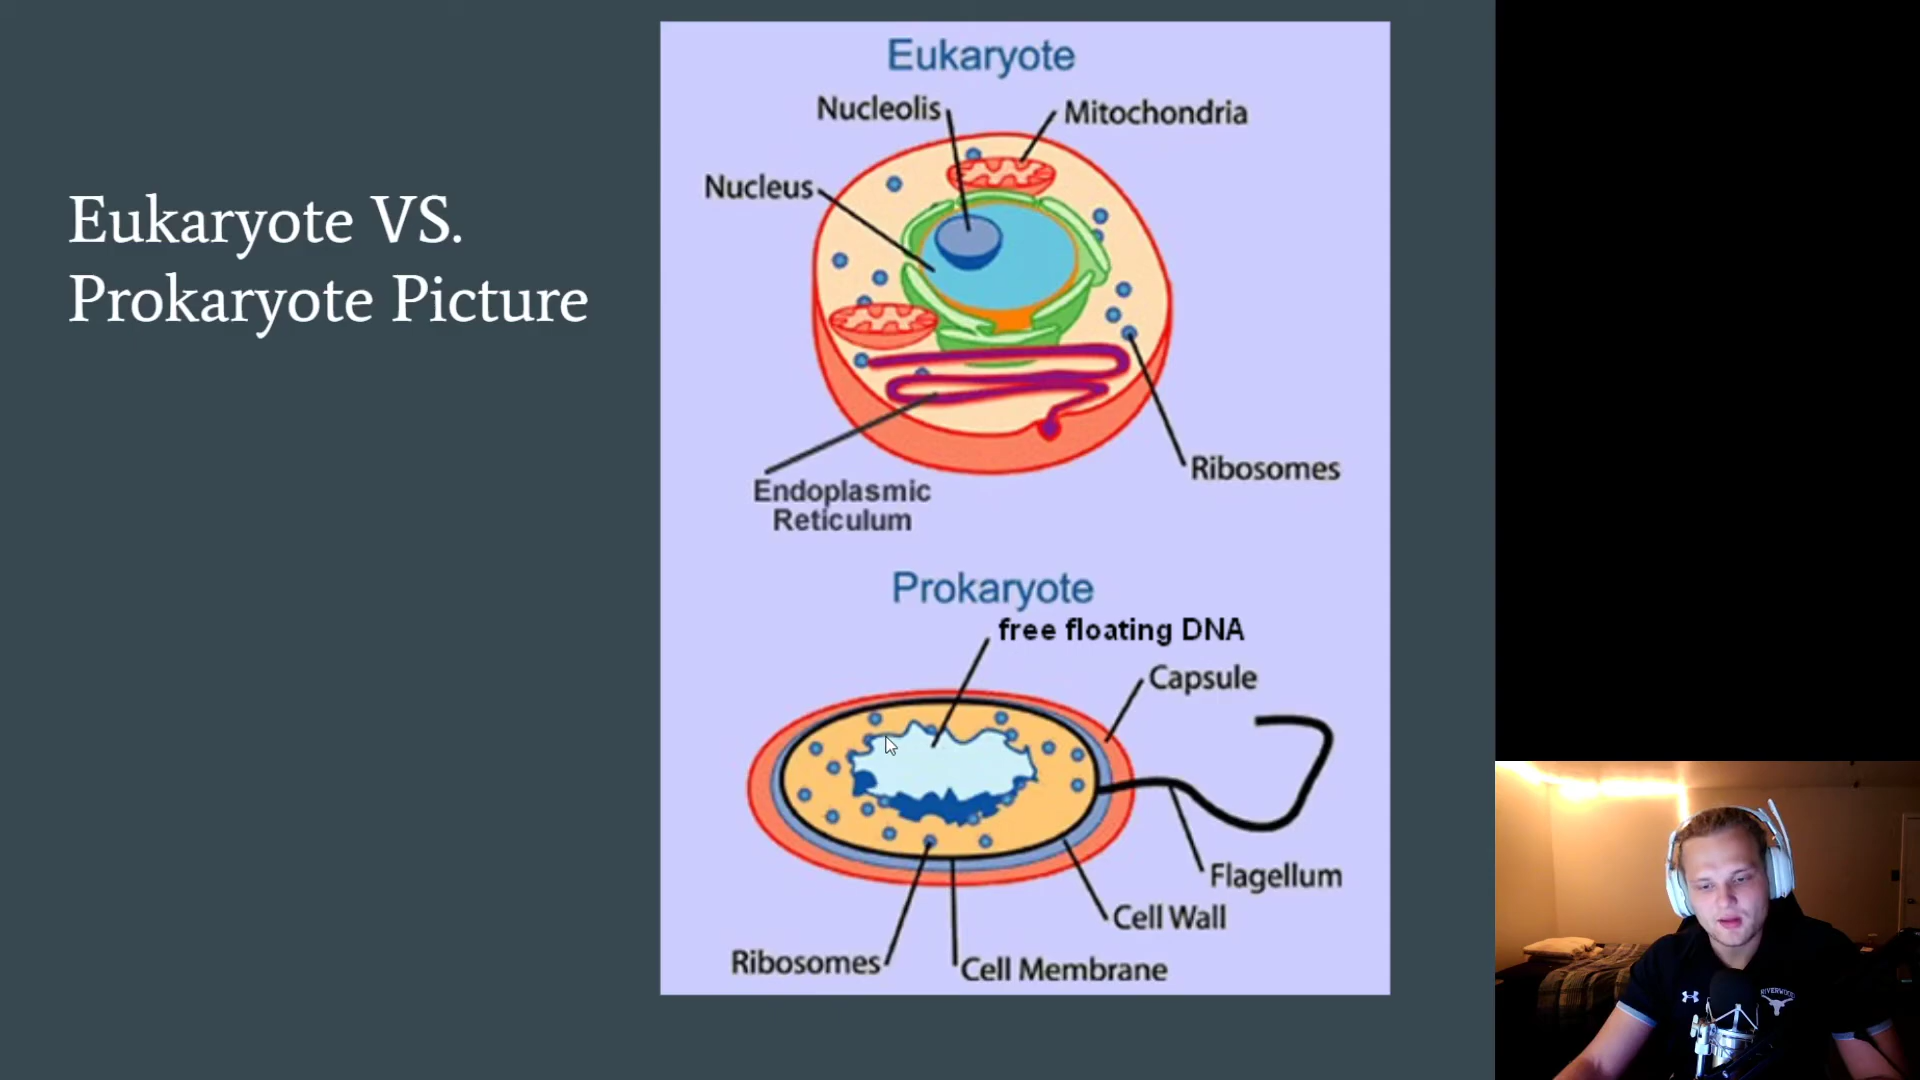 Eukaryote VS.
Prokaryote Picture
Eukaryote
Nucleolis
Mitochondria
Nucleus
Ribosomes
Endoplasmic
Reticulum
Prokaryote
free floating DNA
Capsule
Flagellum
Cell Wall
Ribosomes
Cell Membrane
RIVERWOOD